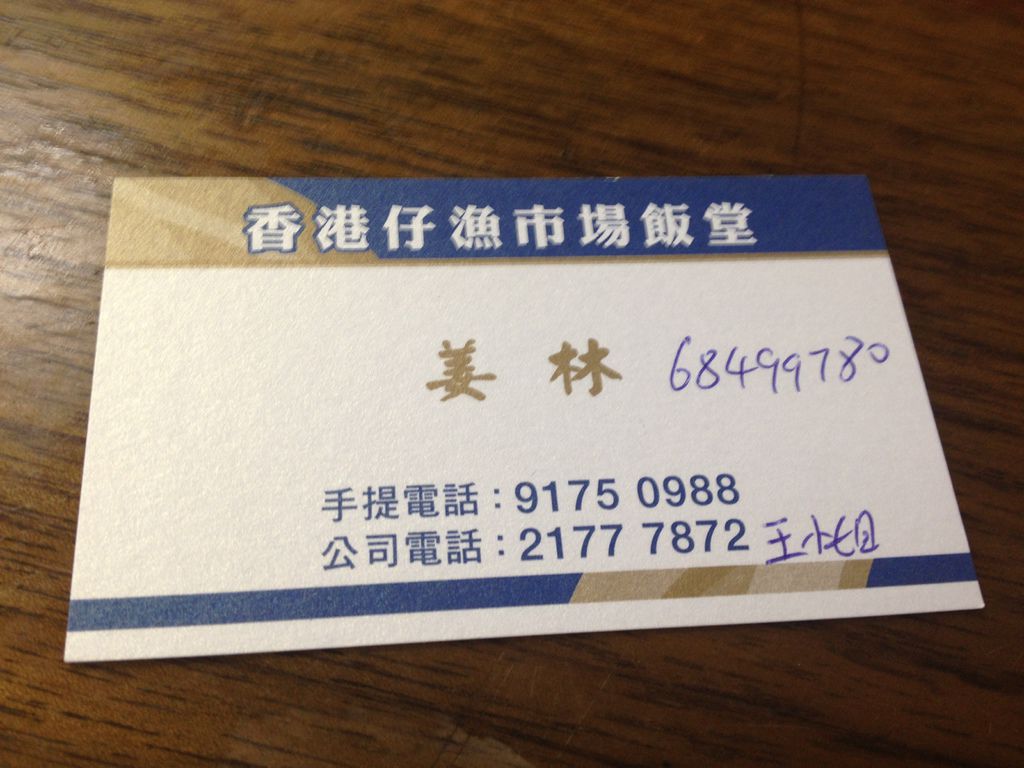 香港仔漁市場飯堂
姜 林 68499780
手提電話：9175 0988
公司電話：2177 7872 王小姐